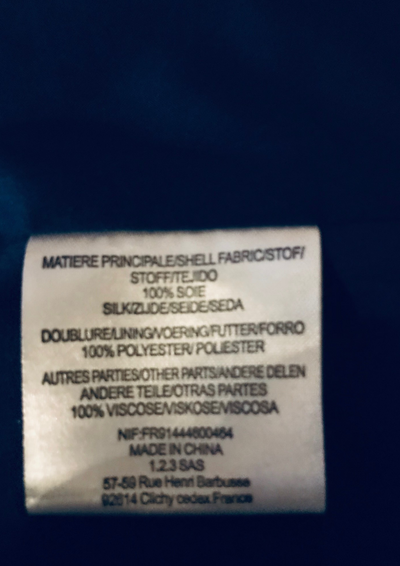 MATIERE PRINCIPALE/SHELL FABRIC/STOF/
STOFF/TEJIDO
100% SOIE
SILK/ZIJDE/SEIDE/SEDA
DOUBLURE/LINING/VOERING/FUTTER/FORRO
100% POLYESTER/ POLIESTER
AUTRES PARTIES/OTHER PARTS/ANDERE DELEN
ANDERE TEILE/OTRAS PARTES
100% VISCOSE/VISKOSE/VISCOSA
NIF:FR91444600464
MADE IN CHINA
1.2.3 SAS
57-59 Rue Henri Barbusse
92614 Clichy cedex France